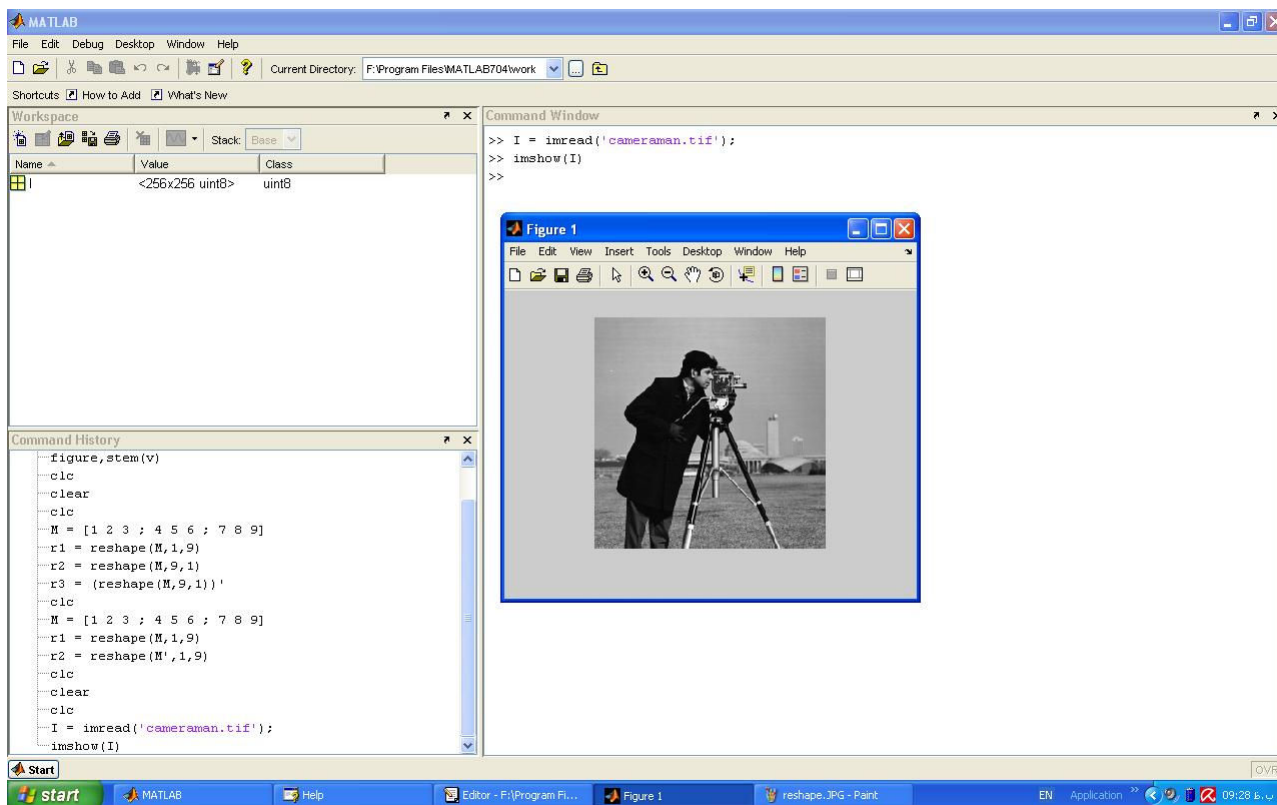 MATLAB
File Edit Debug Desktop Window Help
Current Directory: F:\Program Files\MATLAB704\work
Shortcuts How to Add What's New
Workspace
Stack: Base
Name Value Class
I <256x256 uint8> uint8
Command History
figure,stem(v)
clc
clear
clc
M = [1 2 3 ; 4 5 6 ; 7 8 9]
r1 = reshape(M,1,9)
r2 = reshape(M,9,1)
r3 = (reshape(M,9,1))'
clc
M = [1 2 3 ; 4 5 6 ; 7 8 9]
r1 = reshape(M,1,9)
r2 = reshape(M',1,9)
clc
clear
clc
I = imread('cameraman.tif');
imshow(I)
Command Window
>> I = imread('cameraman.tif');
>> imshow(I)
>>
Figure 1
File Edit View Insert Tools Desktop Window Help
Start
OVR
start MATLAB Help Editor - F:\Program Fi... Figure 1 reshape.JPG - Paint EN Application 09:28 ب.ظ